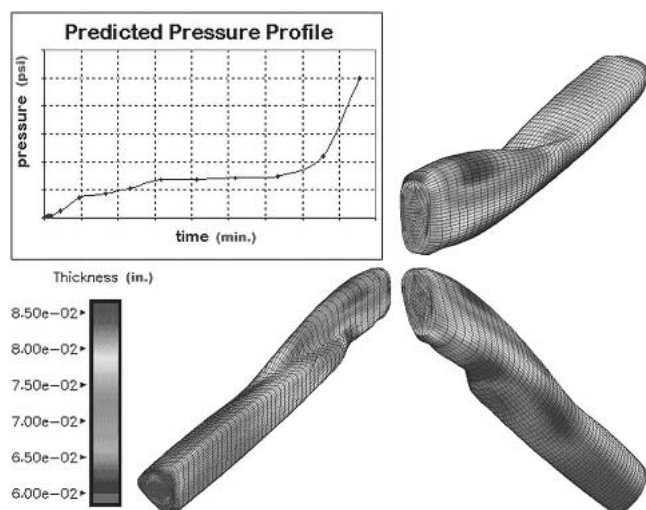 Predicted Pressure Profile
pressure (psi)
time (min.)
Thickness (in.)
8.50e-02
8.00e-02
7.50e-02
7.00e-02
6.50e-02
6.00e-02